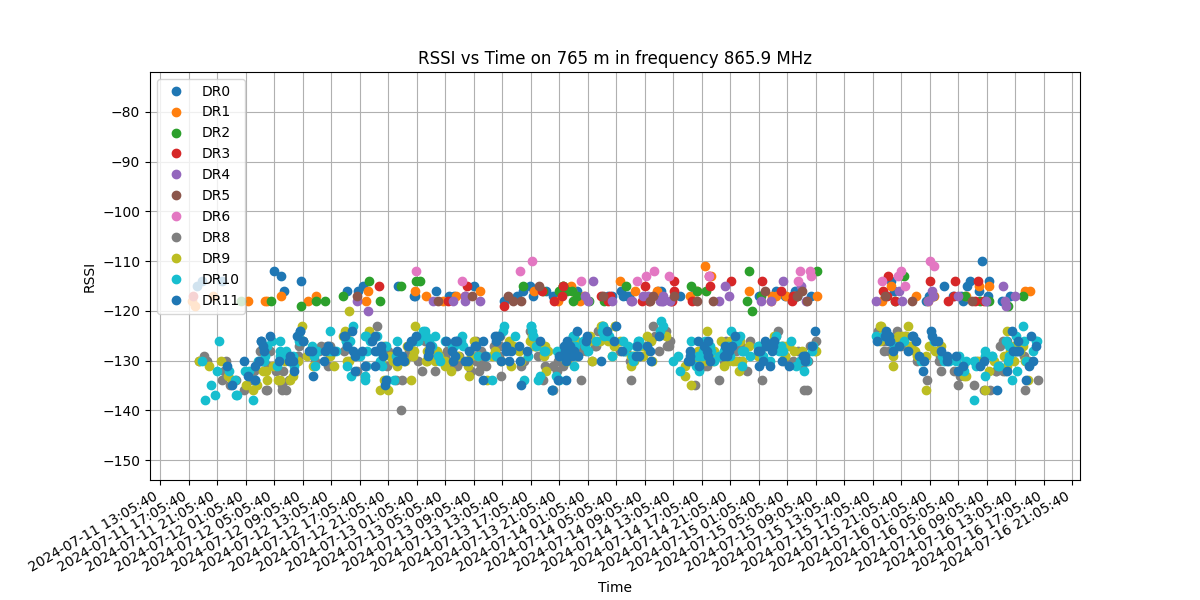 RSSI vs Time on 765 m in frequency 865.9 MHz
RSSI
−80
−90
−100
−110
−120
−130
−140
−150
DR0
DR1
DR2
DR3
DR4
DR5
DR6
DR8
DR9
DR10
DR11
2024-07-11 13:05:40
2024-07-11 17:05:40
2024-07-11 21:05:40
2024-07-12 01:05:40
2024-07-12 05:05:40
2024-07-12 09:05:40
2024-07-12 13:05:40
2024-07-12 17:05:40
2024-07-12 21:05:40
2024-07-13 01:05:40
2024-07-13 05:05:40
2024-07-13 09:05:40
2024-07-13 13:05:40
2024-07-13 17:05:40
2024-07-13 21:05:40
2024-07-14 01:05:40
2024-07-14 05:05:40
2024-07-14 09:05:40
2024-07-14 13:05:40
2024-07-14 17:05:40
2024-07-14 21:05:40
2024-07-15 01:05:40
2024-07-15 05:05:40
2024-07-15 09:05:40
2024-07-15 13:05:40
2024-07-15 17:05:40
2024-07-15 21:05:40
2024-07-16 01:05:40
2024-07-16 05:05:40
2024-07-16 09:05:40
2024-07-16 13:05:40
2024-07-16 17:05:40
2024-07-16 21:05:40
Time